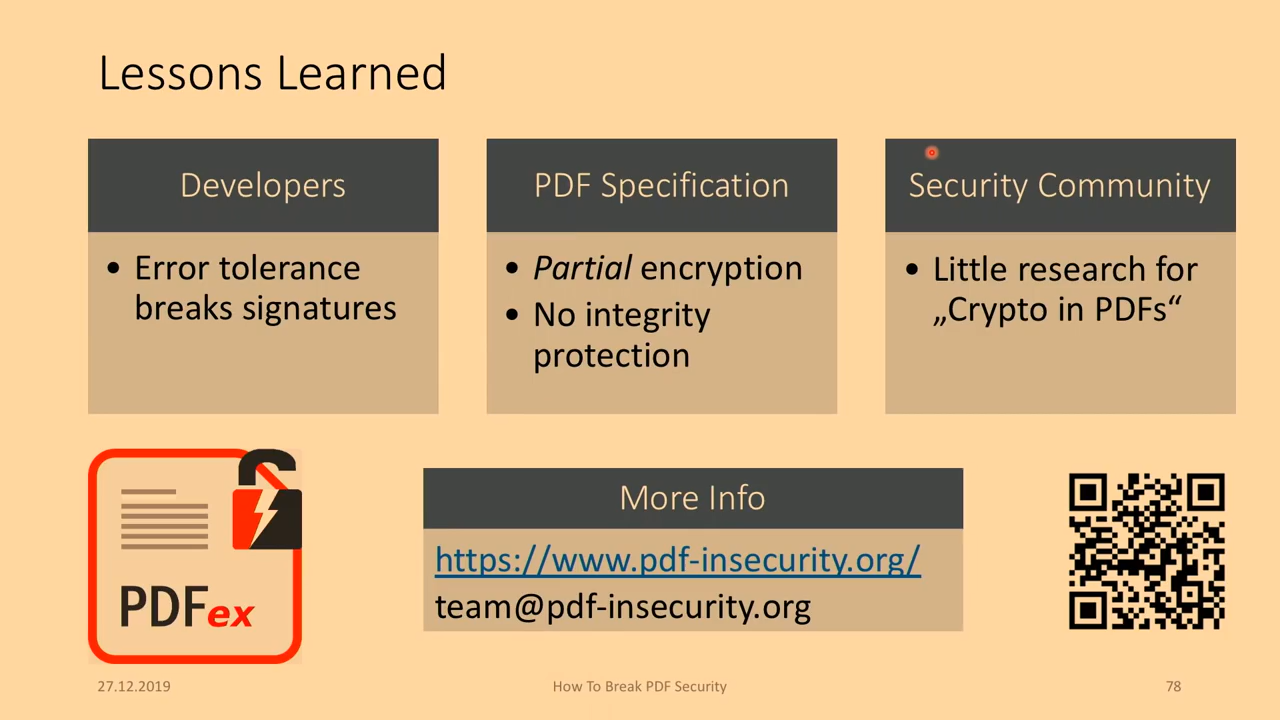 Lessons Learned
Developers
• Error tolerance
breaks signatures
PDF Specification
• Partial encryption
• No integrity
protection
Security Community
• Little research for
„Crypto in PDFs“
PDFex
More Info
https://www.pdf-insecurity.org/
team@pdf-insecurity.org
27.12.2019
How To Break PDF Security
78